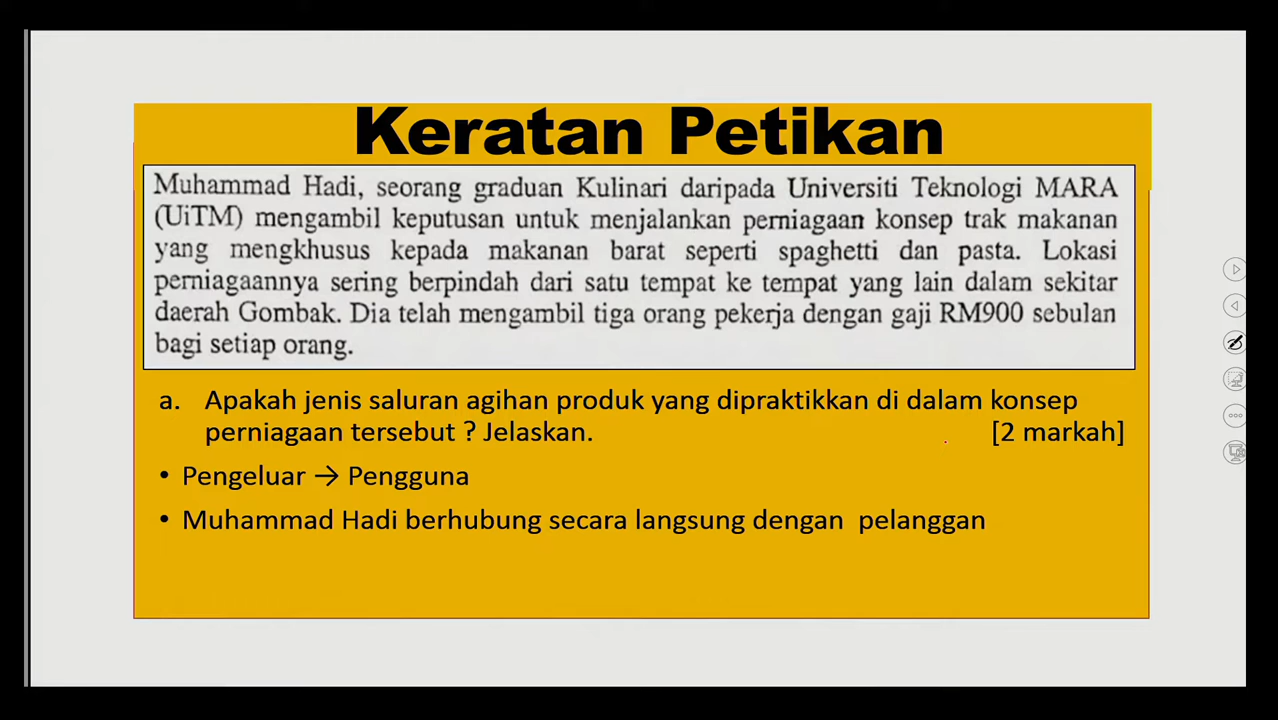 Keratan Petikan
Muhammad Hadi, seorang graduan Kulinari daripada Universiti Teknologi MARA
(UiTM) mengambil keputusan untuk menjalankan perniagaan konsep trak makanan
yang mengkhusus kepada makanan barat seperti spaghetti dan pasta. Lokasi
perniagaannya sering berpindah dari satu tempat ke tempat yang lain dalam sekitar
daerah Gombak. Dia telah mengambil tiga orang pekerja dengan gaji RM900 sebulan
bagi setiap orang.
a. Apakah jenis saluran agihan produk yang dipraktikkan di dalam konsep
perniagaan tersebut ? Jelaskan. [2 markah]
• Pengeluar → Pengguna
• Muhammad Hadi berhubung secara langsung dengan pelanggan